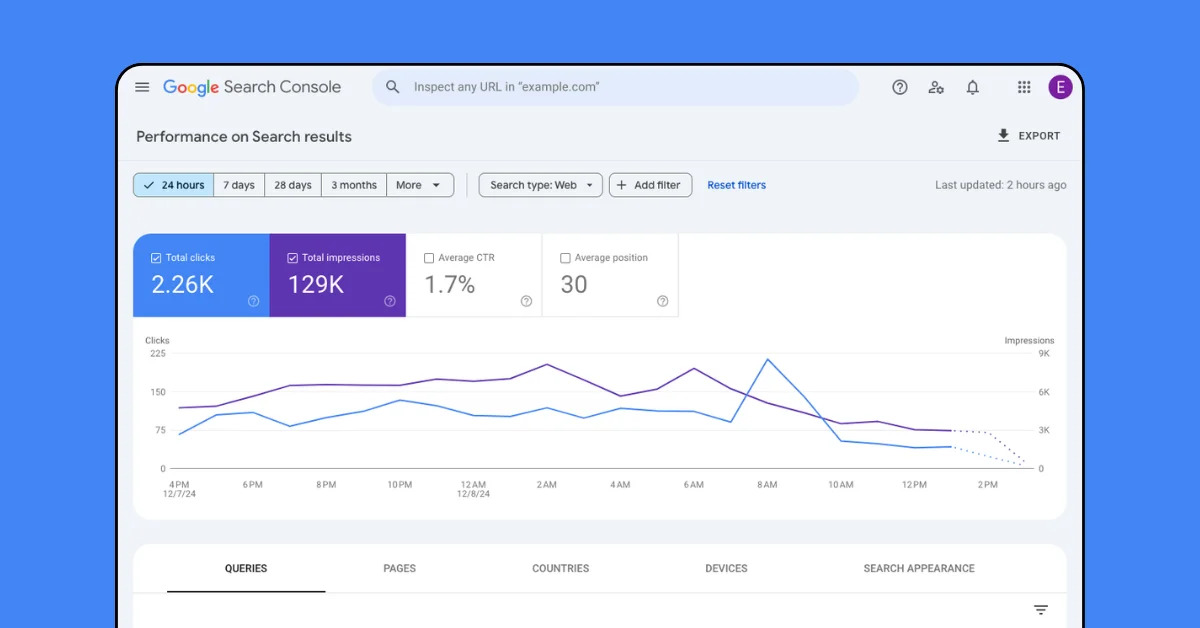 Google Search Console
Inspect any URL in "example.com"
E
Performance on Search results
EXPORT
24 hours 7 days 28 days 3 months More Search type: Web Add filter Reset filters Last updated: 2 hours ago
Total clicks Total impressions Average CTR Average position
2.26K 129K 1.7% 30
Clicks Impressions
225 9K
150 6K
75 3K
0 0
4 PM 6 PM 8 PM 10 PM 12 AM 2 AM 4 AM 6 AM 8 AM 10 AM 12 PM 2 PM
12/7/24 12/8/24
QUERIES PAGES COUNTRIES DEVICES SEARCH APPEARANCE